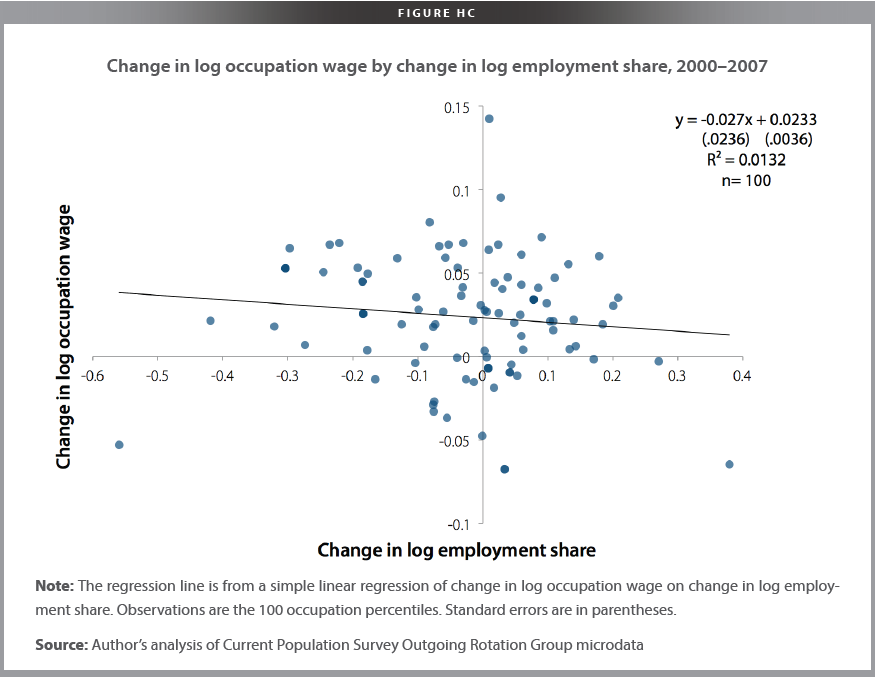 FIGURE HC
Change in log occupation wage by change in log employment share, 2000–2007
y = -0.027x + 0.0233
(.0236) (.0036)
R² = 0.0132
n= 100
Change in log occupation wage
0.15
0.1
0.05
0
-0.05
-0.1
-0.6 -0.5 -0.4 -0.3 -0.2 -0.1 0 0.1 0.2 0.3 0.4
Change in log employment share
Note: The regression line is from a simple linear regression of change in log occupation wage on change in log employ-
ment share. Observations are the 100 occupation percentiles. Standard errors are in parentheses.
Source: Author’s analysis of Current Population Survey Outgoing Rotation Group microdata